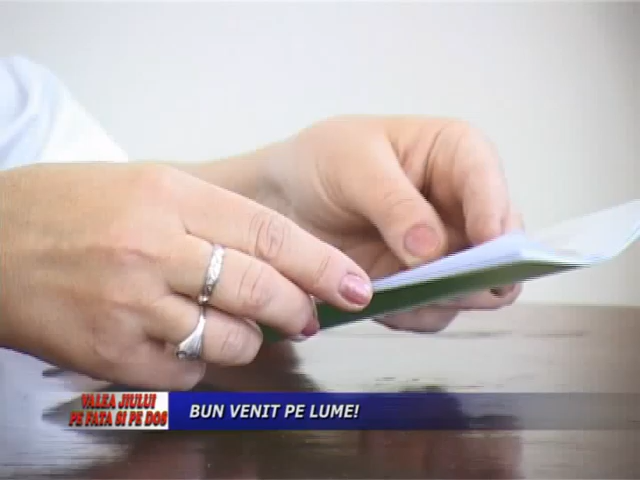 VALEA JIULUI
PE FATA SI PE DOS
BUN VENIT PE LUME!